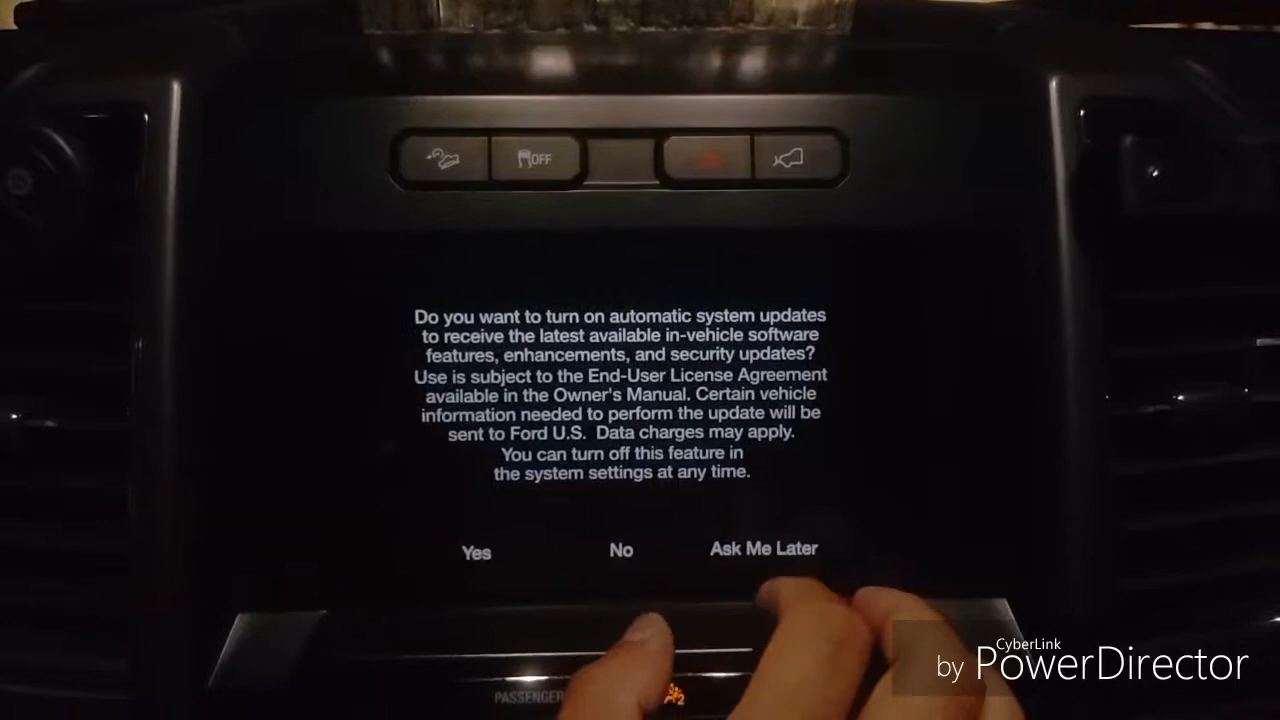 OFF
Do you want to turn on automatic system updates
to receive the latest available in-vehicle software
features, enhancements, and security updates?
Use is subject to the End-User License Agreement
available in the Owner's Manual. Certain vehicle
information needed to perform the update will be
sent to Ford U.S.  Data charges may apply.
You can turn off this feature in
the system settings at any time.
Yes No Ask Me Later
PASSENGER
2
CyberLink
by PowerDirector